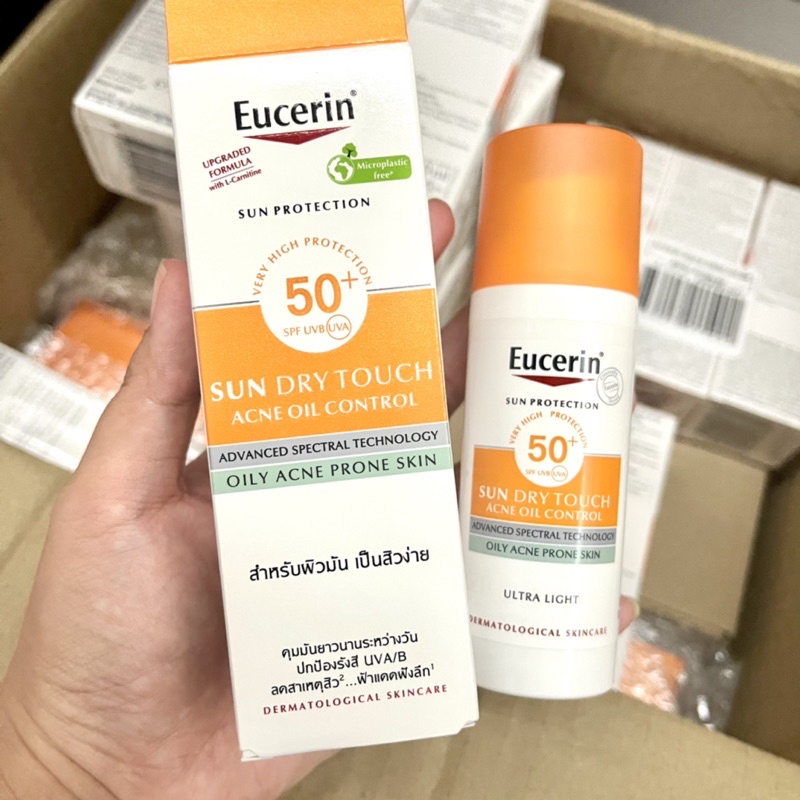 Eucerin®
UPGRADED
FORMULA
with L-Carnitine
Microplastic
free*
SUN PROTECTION
VERY HIGH PROTECTION
50+
SPF UVB UVA
SUN DRY TOUCH
ACNE OIL CONTROL
ADVANCED SPECTRAL TECHNOLOGY
OILY ACNE PRONE SKIN
สำหรับผิวมัน เป็นสิวง่าย
คุมมันยาวนานระหว่างวัน
ปกป้องรังสี UVA/B
ลดสาเหตุสิว²...ฟ้าแดดฟังลึก¹
DERMATOLOGICAL SKINCARE
Eucerin®
SUN PROTECTION
VERY HIGH PROTECTION
50+
SPF UVB UVA
SUN DRY TOUCH
ACNE OIL CONTROL
ADVANCED SPECTRAL TECHNOLOGY
OILY ACNE PRONE SKIN
ULTRA LIGHT
DERMATOLOGICAL SKINCARE